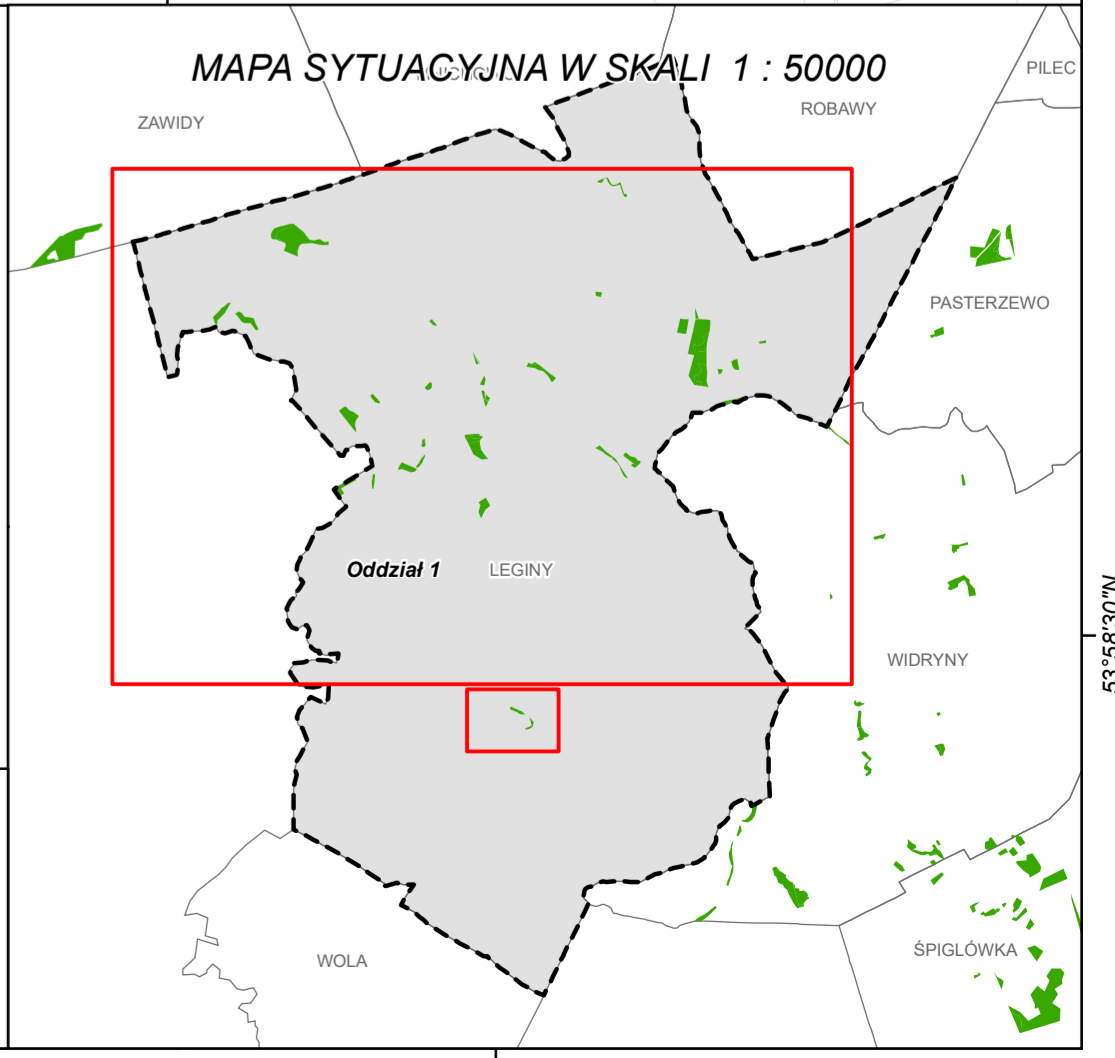 MAPA SYTUACYJNA W SKALI 1 : 50000
PILEC
ROBAWY
ZAWIDY
PASTERZEWO
Oddział 1
LEGINY
53°58'30"N
WIDRYNY
ŚPIGLÓWKA
WOLA